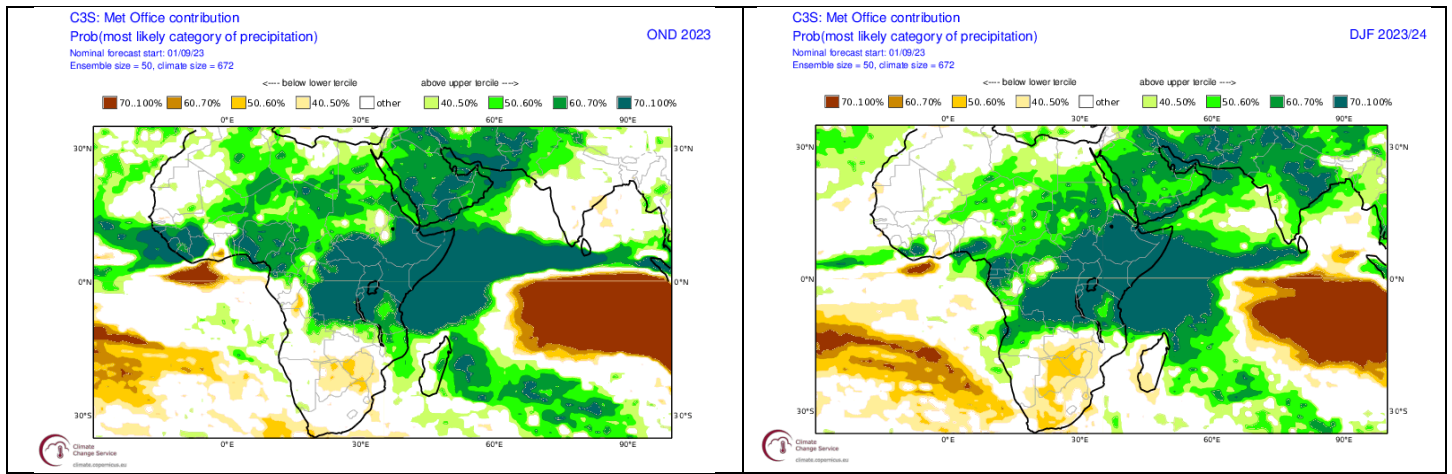 C3S: Met Office contribution
Prob(most likely category of precipitation)
OND 2023
Nominal forecast start: 01/09/23
Ensemble size = 50, climate size = 672
<---- below lower tercile
above upper tercile ---->
70..100% 60..70% 50..60% 40..50% other 40..50% 50..60% 60..70% 70..100%
0°E 30°E 60°E 90°E
30°N 30°N
0°N 0°N
30°S 30°S
0°E 30°E 60°E 90°E
Climate
Change Service
climate.copernicus.eu
C3S: Met Office contribution
Prob(most likely category of precipitation)
DJF 2023/24
Nominal forecast start: 01/09/23
Ensemble size = 50, climate size = 672
<---- below lower tercile
above upper tercile ---->
70..100% 60..70% 50..60% 40..50% other 40..50% 50..60% 60..70% 70..100%
0°E 30°E 60°E 90°E
30°N 30°N
0°N 0°N
30°S 30°S
0°E 30°E 60°E 90°E
Climate
Change Service
climate.copernicus.eu